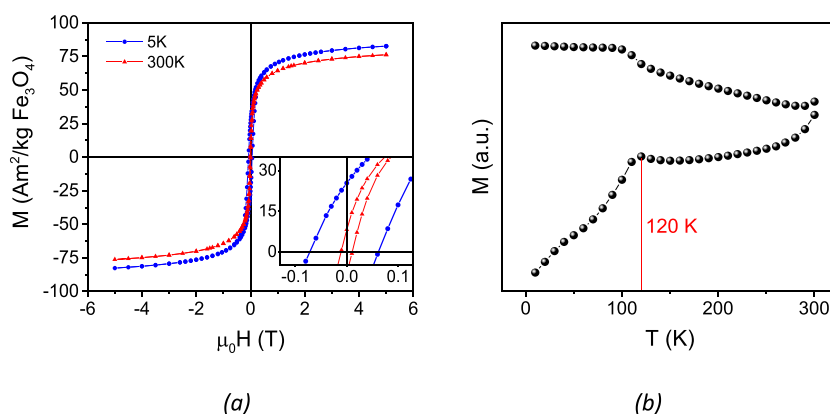 100
75
50
25
0
-25
-50
-75
-100
M (Am²/kg Fe₃O₄)
5K
300K
30
15
0
-0.1 0.0 0.1
-6 -4 -2 0 2 4 6
μ₀H (T)
(a)
M (a.u.)
120 K
0 100 200 300
T (K)
(b)